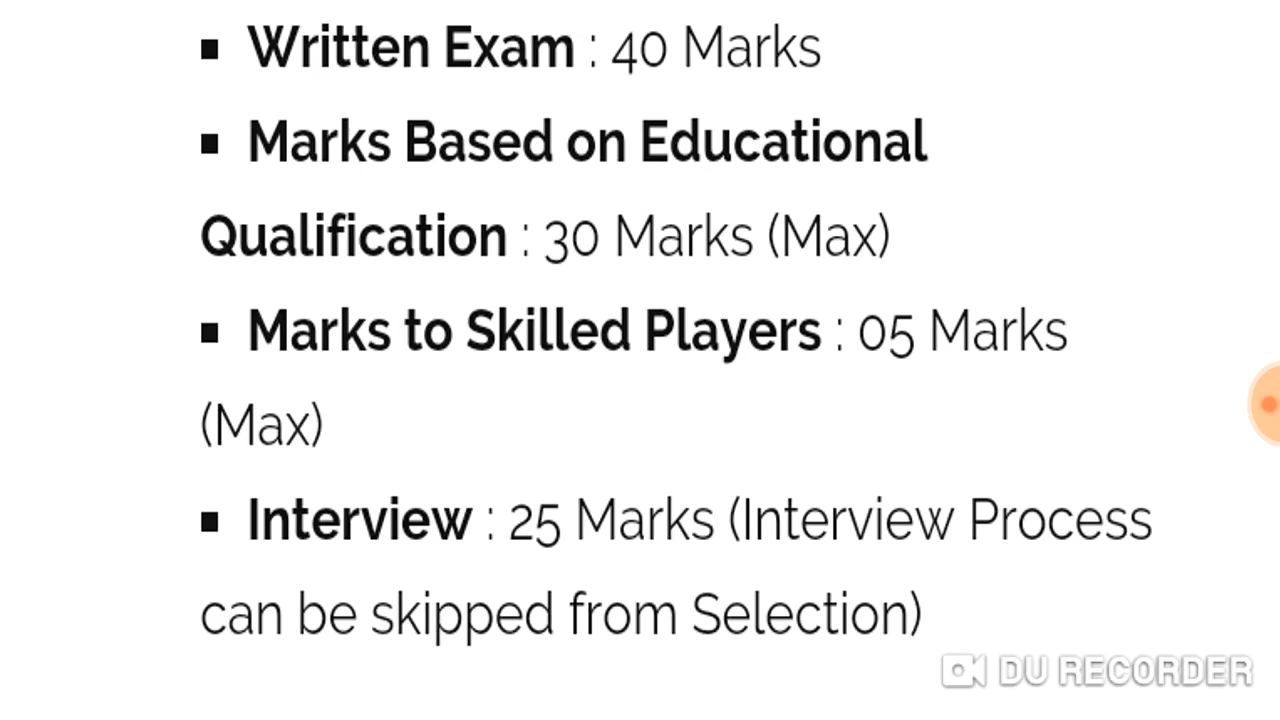 ▪ Written Exam : 40 Marks
▪ Marks Based on Educational
Qualification : 30 Marks (Max)
▪ Marks to Skilled Players : 05 Marks
(Max)
▪ Interview : 25 Marks (Interview Process
can be skipped from Selection)
DU RECORDER